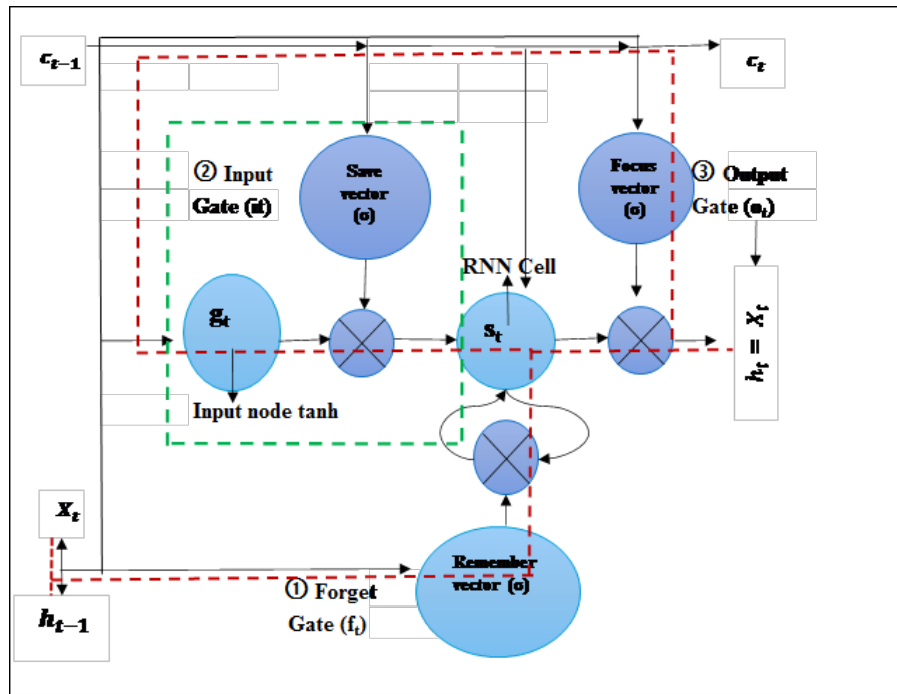 c_{t−1}
c_t
② Input
Gate (it)
Save
vector
(σ)
Focus
vector
(σ)
③ Output
Gate (o_t)
RNN Cell
g_t
s_t
h_t = X_t
Input node tanh
X_t
h_{t−1}
① Forget
Gate (f_t)
Remember
vector (σ)